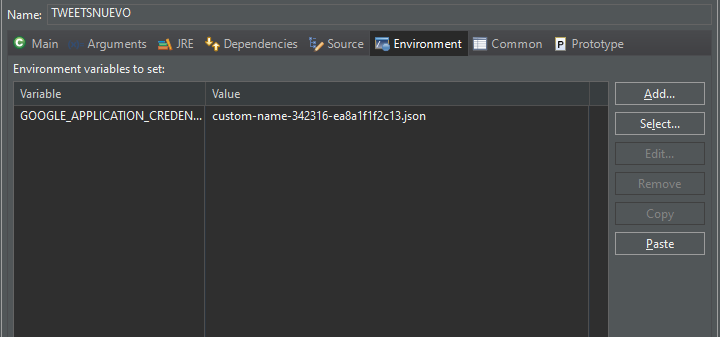 Name: TWEETSNUEVO
Main Arguments JRE Dependencies Source Environment Common Prototype
Environment variables to set:
Variable Value Add...
GOOGLE_APPLICATION_CREDEN... custom-name-342316-ea8a1f1f2c13.json
Select...
Edit...
Remove
Copy
Paste